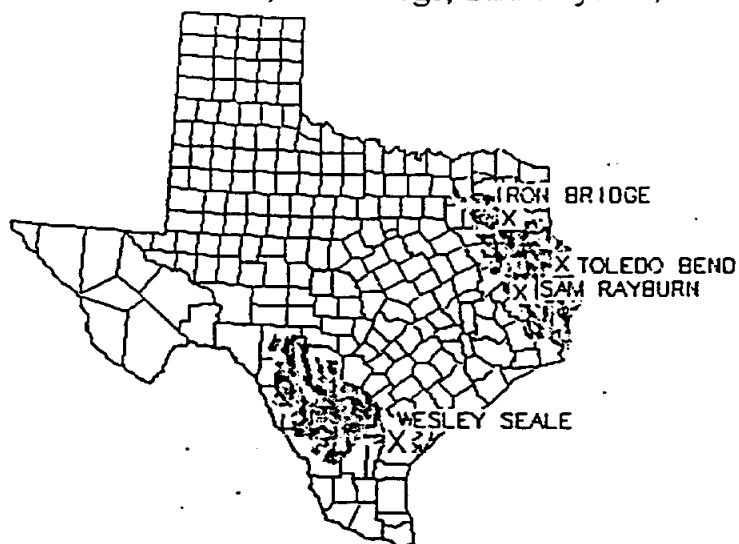 IRON BRIDGE
X TOLEDO BEND
X SAM RAYBURN
WESLEY SEALE
X